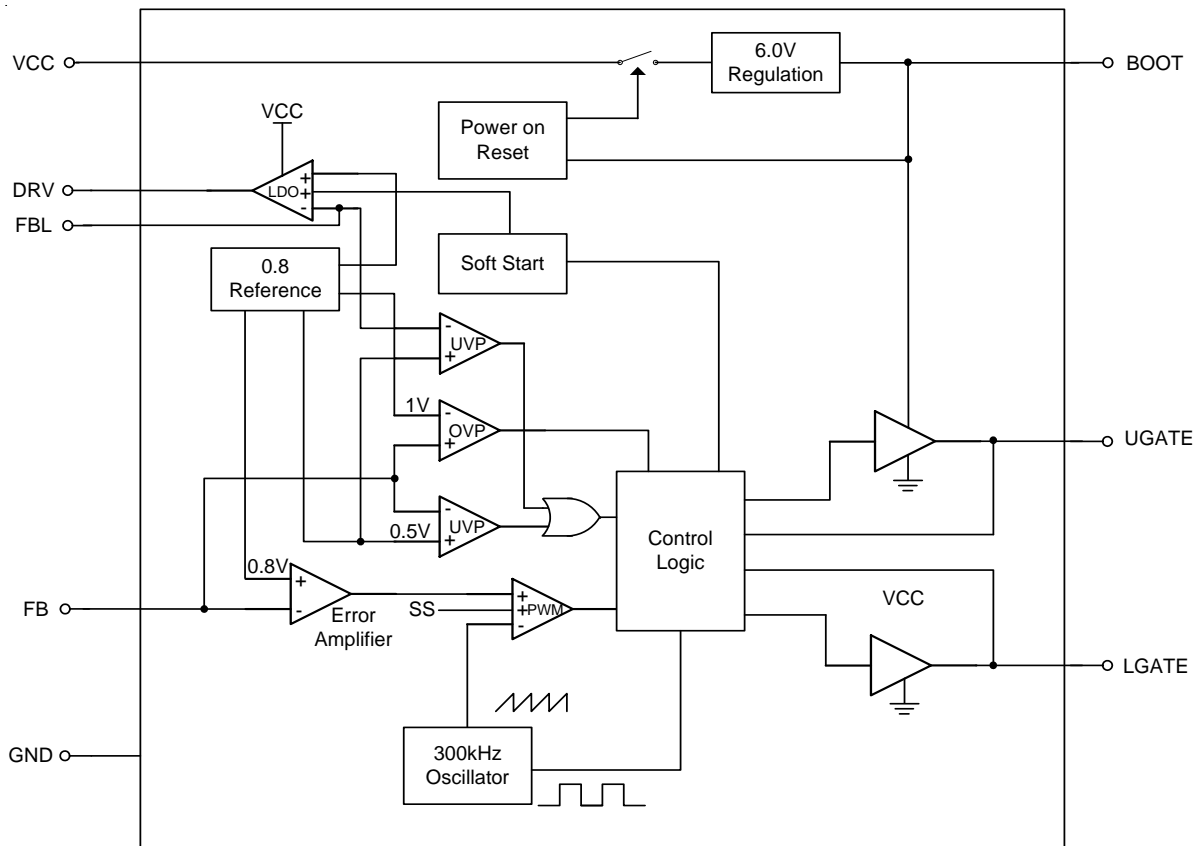 VCC
6.0V
Regulation
BOOT
Power on
Reset
VCC
DRV
LDO
+
+
-
FBL
0.8
Reference
Soft Start
-
UVP
+
1V
-
OVP
+
UGATE
-
0.5V
UVP
+
Control
Logic
0.8V
+
-
Error
Amplifier
FB
SS
+
+
PWM
-
VCC
LGATE
GND
300kHz
Oscillator